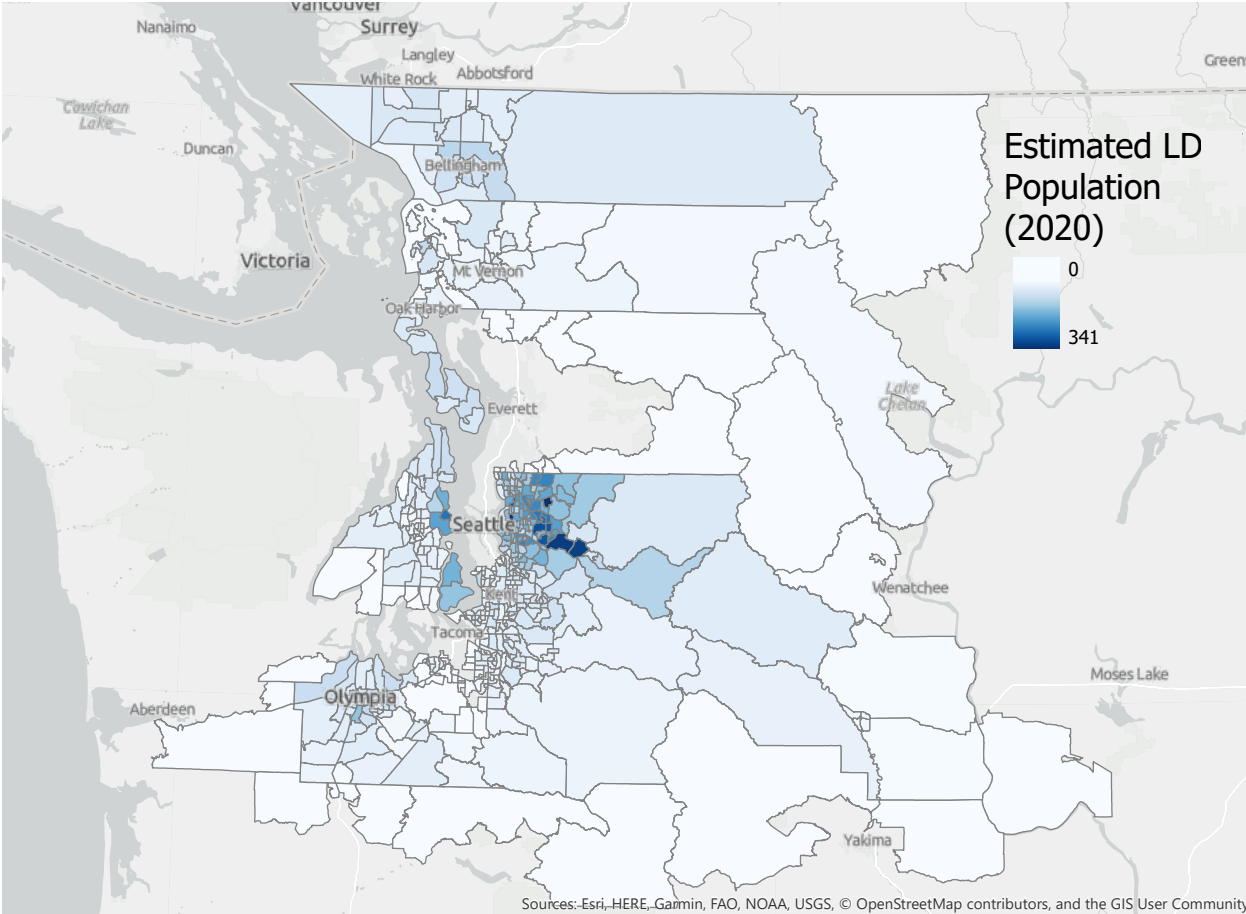 Vancouver
Nanaimo
Surrey
Langley
Green
White Rock
Abbotsford
Cowichan
Lake
Duncan
Estimated LD
Population
(2020)
Bellingham
Victoria
0
Mt Vernon
Oak Harbor
341
Lake
Chelan
Everett
Seattle
Wenatchee
Kent
Tacoma
Moses Lake
Olympia
Aberdeen
Yakima
Sources: Esri, HERE, Garmin, FAO, NOAA, USGS, © OpenStreetMap contributors, and the GIS User Community